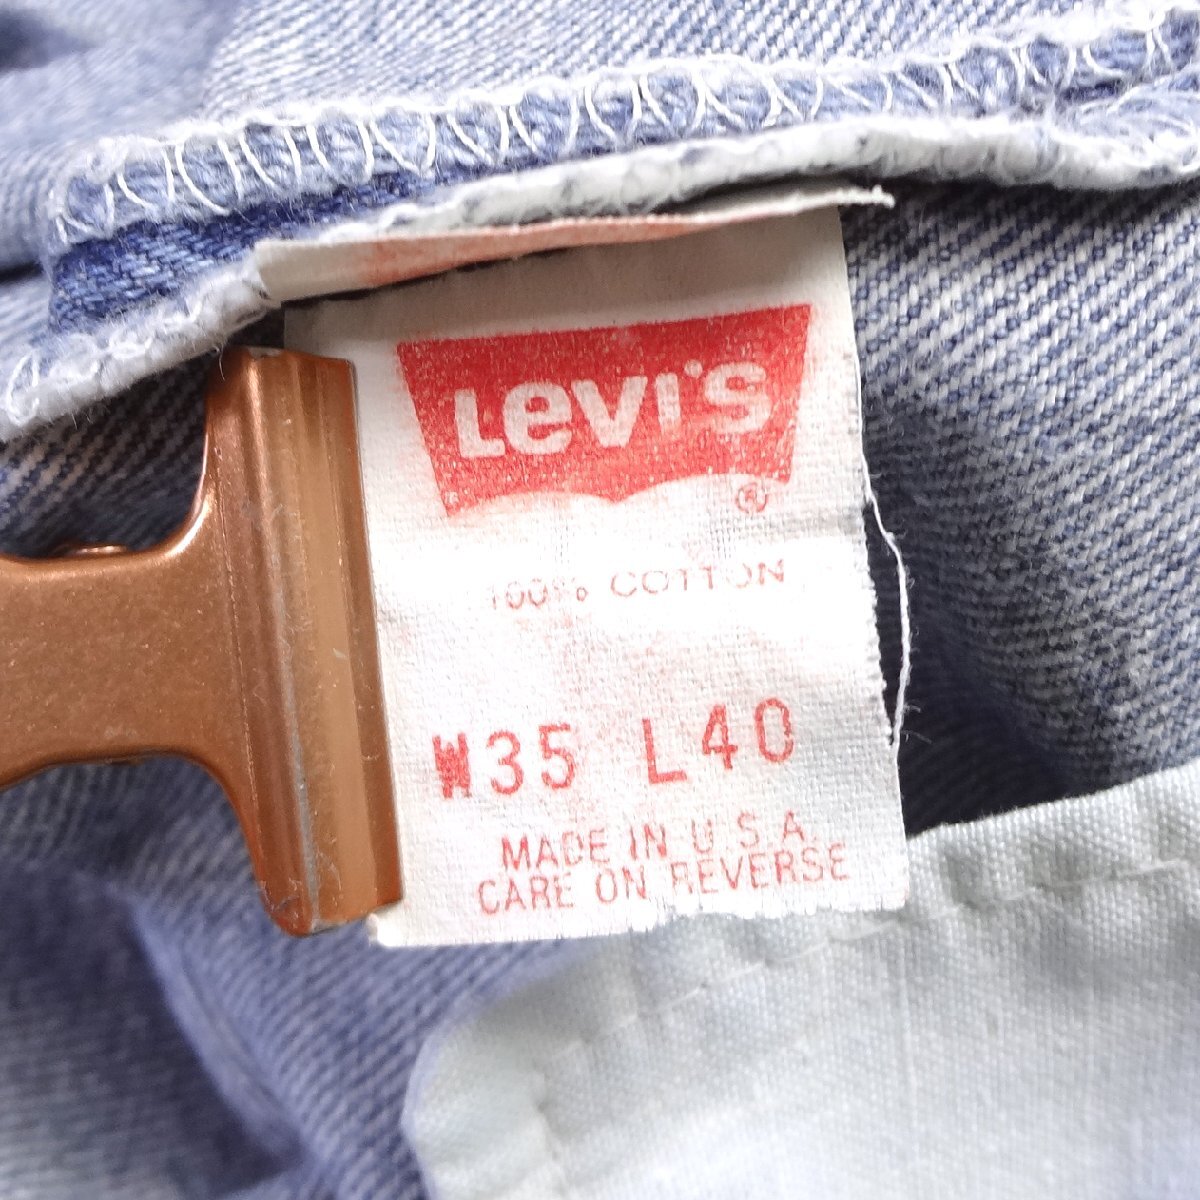 Levi's
®
100% COTTON
W35 L40
MADE IN U.S.A.
CARE ON REVERSE